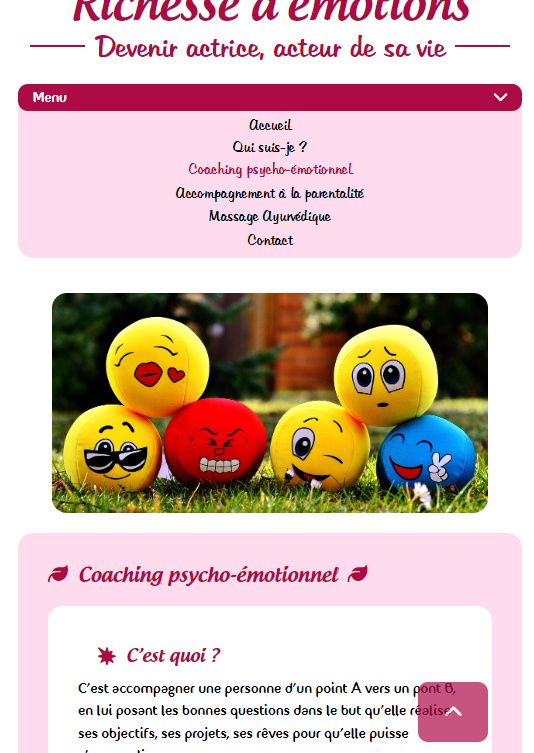 Richesse d'émotions
Devenir actrice, acteur de sa vie
Menu
Accueil
Qui suis-je ?
Coaching psycho-émotionnel
Accompagnement à la parentalité
Massage Ayurvédique
Contact
Coaching psycho-émotionnel
C'est quoi ?
C'est accompagner une personne d'un point A vers un pont B,
en lui posant les bonnes questions dans le but qu'elle réalise
ses objectifs, ses projets, ses rêves pour qu'elle puisse